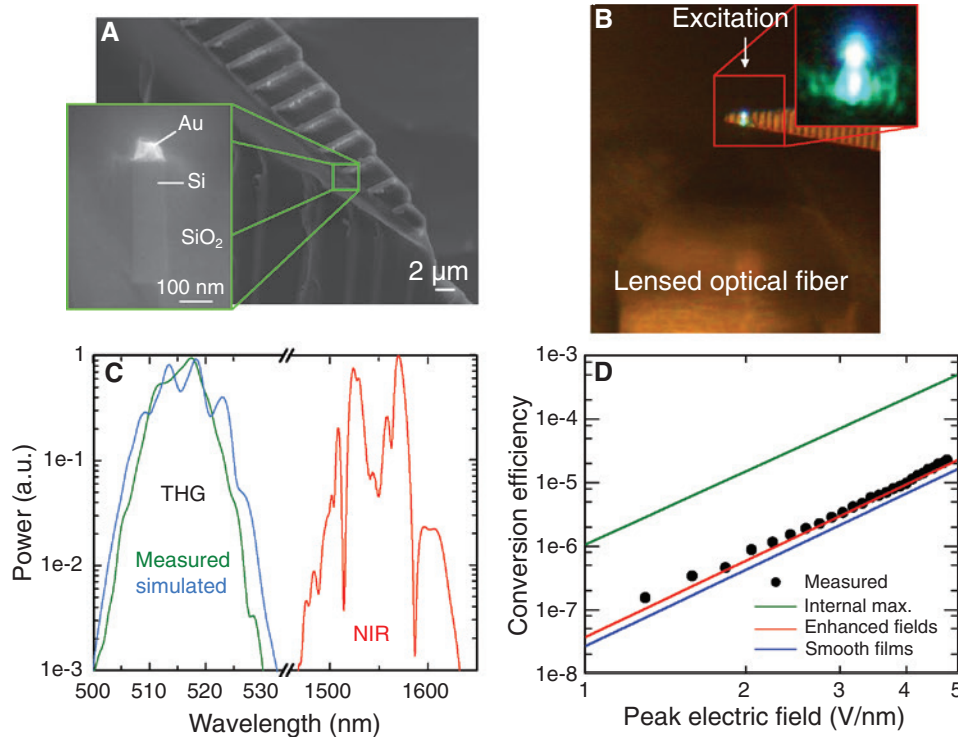 A
Au
Si
SiO2
100 nm
2 µm
B
Excitation
Lensed optical fiber
C
Power (a.u.)
1
1e-1
1e-2
1e-3
THG
Measured
simulated
NIR
500 510 520 530 1500 1600
Wavelength (nm)
D
Conversion efficiency
1e-3
1e-4
1e-5
1e-6
1e-7
1e-8
Measured
Internal max.
Enhanced fields
Smooth films
1 2 3 4 5
Peak electric field (V/nm)